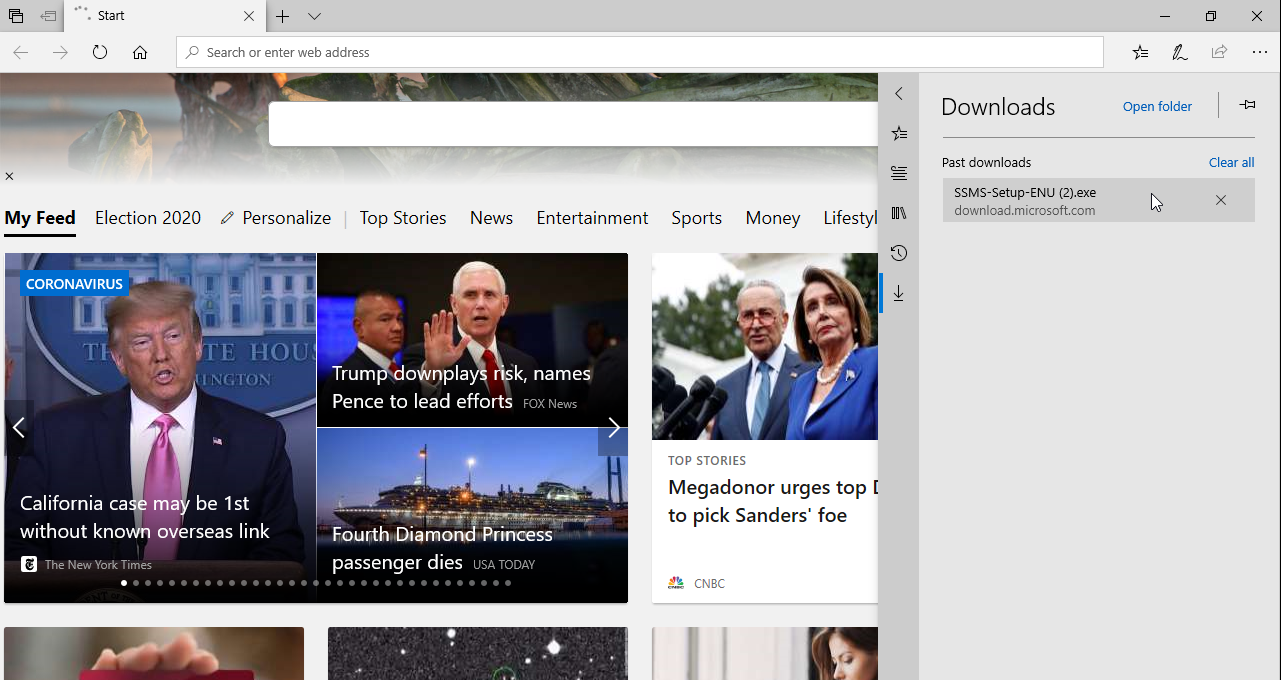 Start
Search or enter web address
Downloads
Open folder
Past downloads
Clear all
SSMS-Setup-ENU (2).exe
download.microsoft.com
My Feed
Election 2020
Personalize
Top Stories
News
Entertainment
Sports
Money
Lifestyl
CORONAVIRUS
California case may be 1st
without known overseas link
The New York Times
Trump downplays risk, names
Pence to lead efforts FOX News
Fourth Diamond Princess
passenger dies USA TODAY
TOP STORIES
Megadonor urges top D
to pick Sanders' foe
CNBC